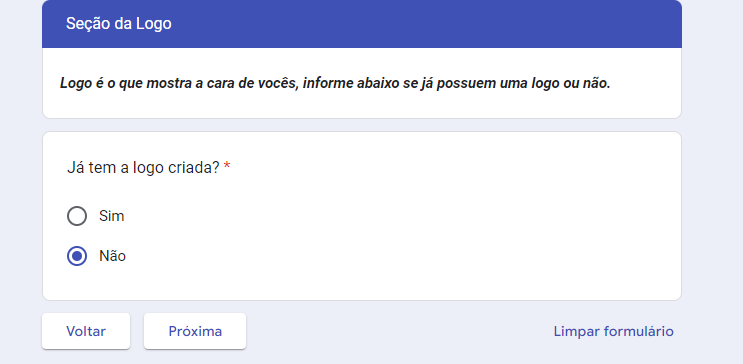 Seção da Logo
Logo é o que mostra a cara de vocês, informe abaixo se já possuem uma logo ou não.
Já tem a logo criada? *
Sim
Não
Voltar
Próxima
Limpar formulário